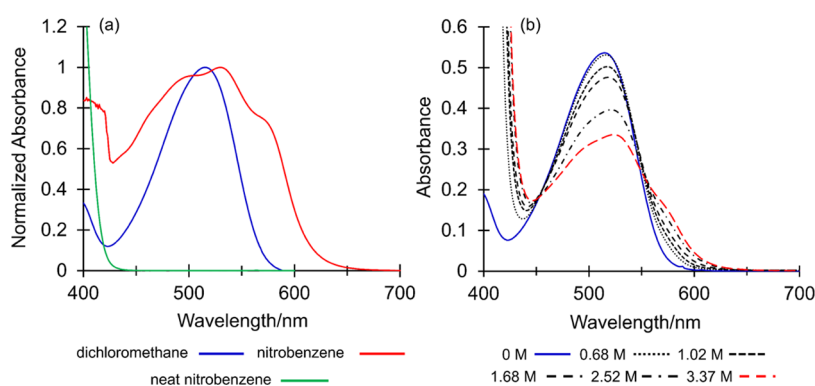 (a)
(b)
Normalized Absorbance
1.2
1
0.8
0.6
0.4
0.2
0
400 500 600 700
Wavelength/nm
dichloromethane nitrobenzene
neat nitrobenzene
Absorbance
0.6
0.5
0.4
0.3
0.2
0.1
0
400 500 600 700
Wavelength/nm
0 M 0.68 M 1.02 M
1.68 M 2.52 M 3.37 M